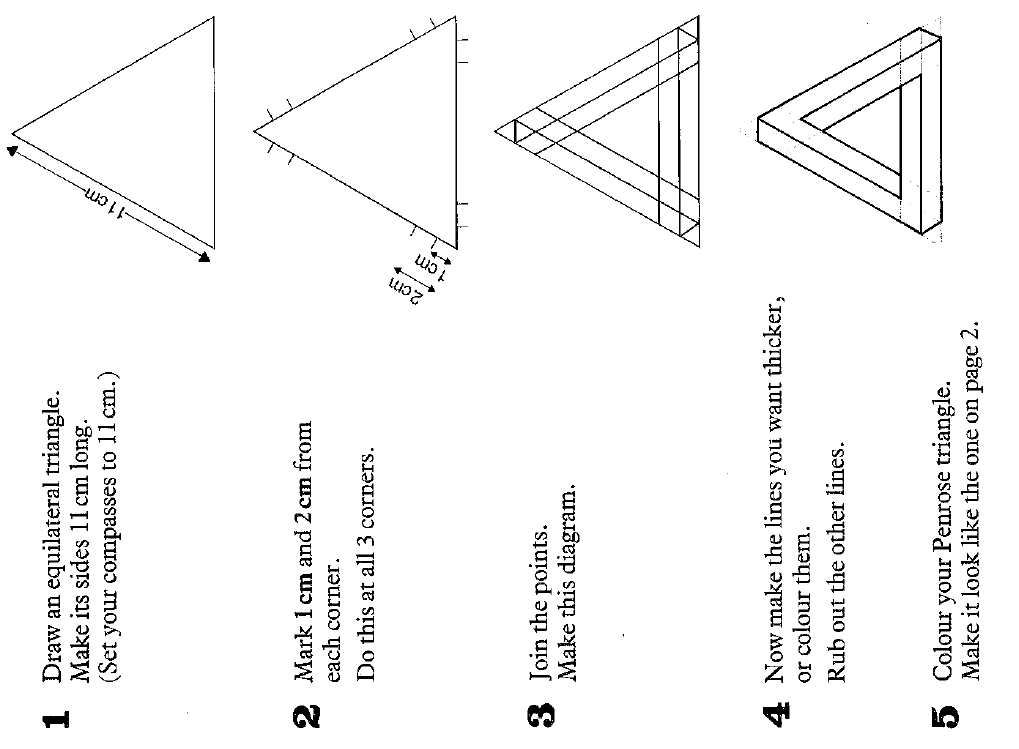 1
Draw an equilateral triangle.
Make its sides 11 cm long.
(Set your compasses to 11 cm.)
11 cm
2
Mark 1 cm and 2 cm from
each corner.
Do this at all 3 corners.
2 cm
1 cm
3
Join the points.
Make this diagram.
4
Now make the lines you want thicker,
or colour them.
Rub out the other lines.
5
Colour your Penrose triangle.
Make it look like the one on page 2.